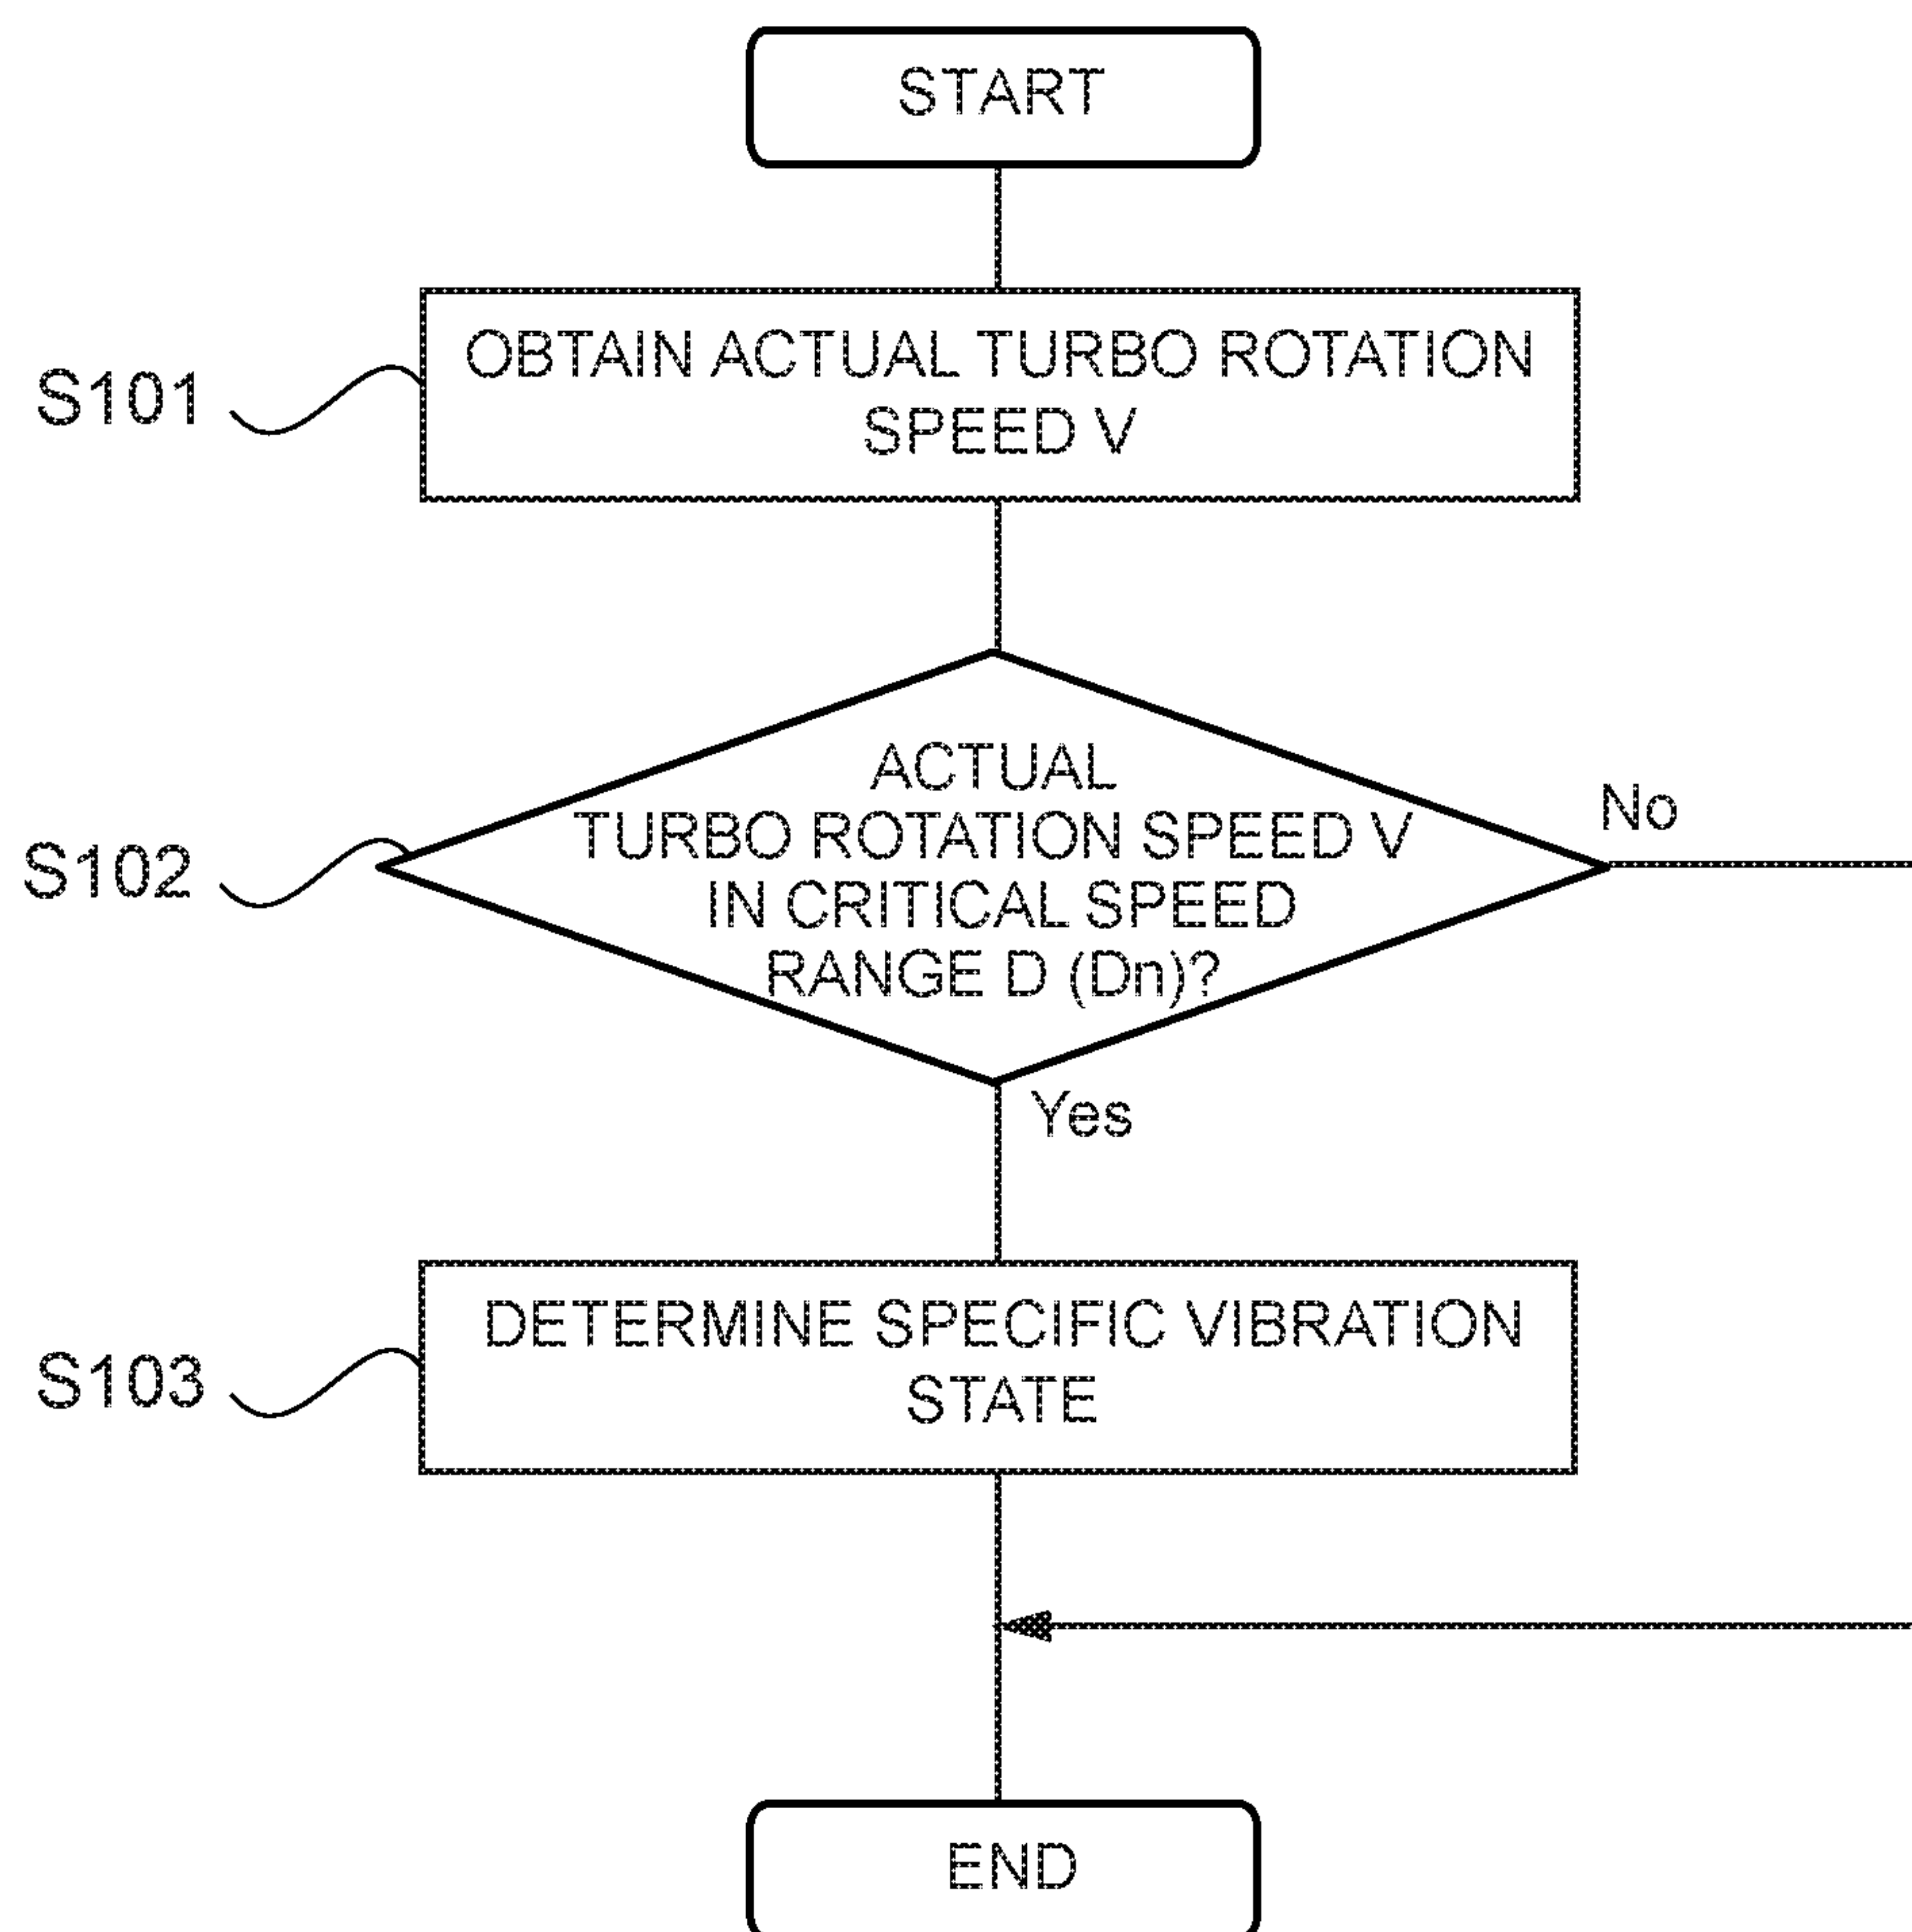 START
OBTAIN ACTUAL TURBO ROTATION
SPEED V
S101
ACTUAL
TURBO ROTATION SPEED V
IN CRITICAL SPEED
RANGE D (Dn)?
S102
No
Yes
DETERMINE SPECIFIC VIBRATION
STATE
S103
END